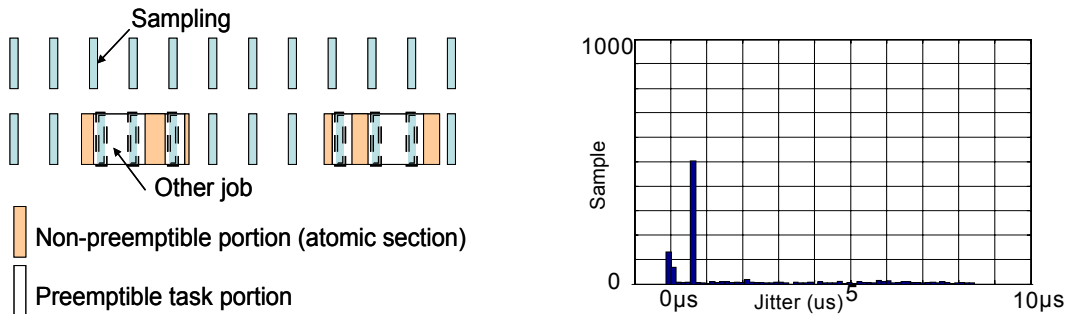 Sampling
Other job
Non-preemptible portion (atomic section)
Preemptible task portion
1000
Sample
0
0µs
Jitter (us)
5
10µs